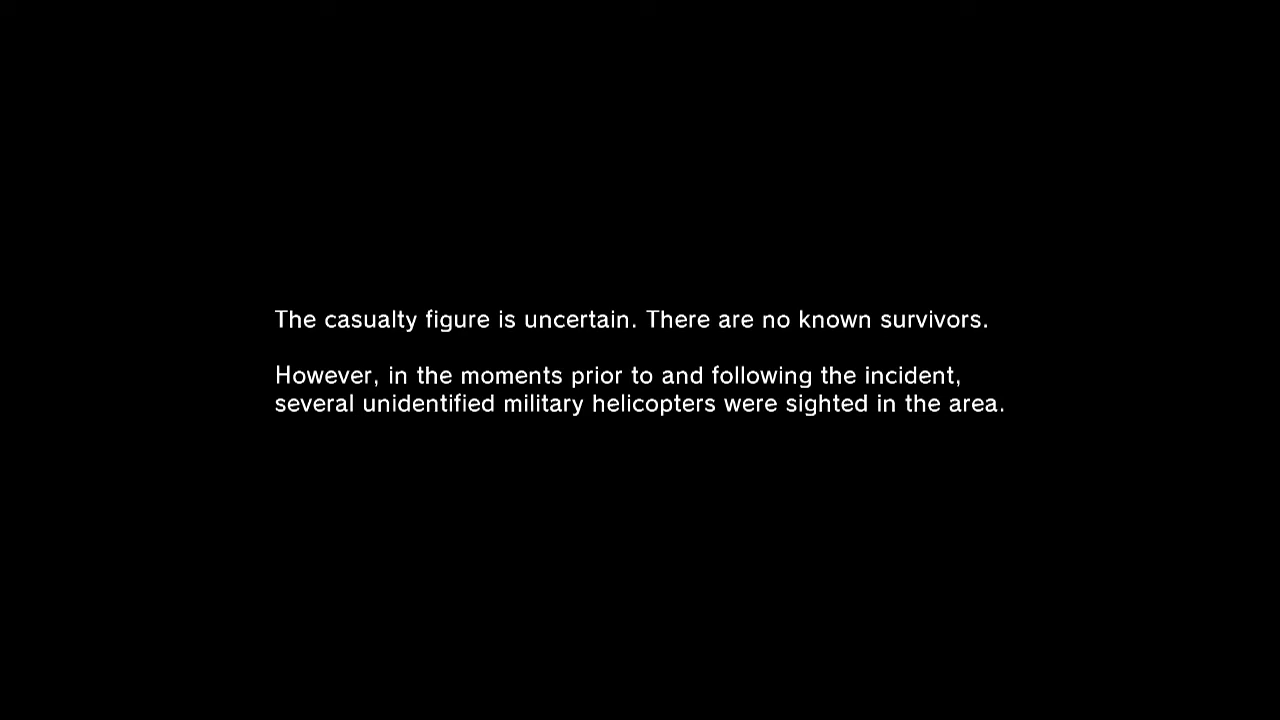 The casualty figure is uncertain. There are no known survivors.
However, in the moments prior to and following the incident,
several unidentified military helicopters were sighted in the area.